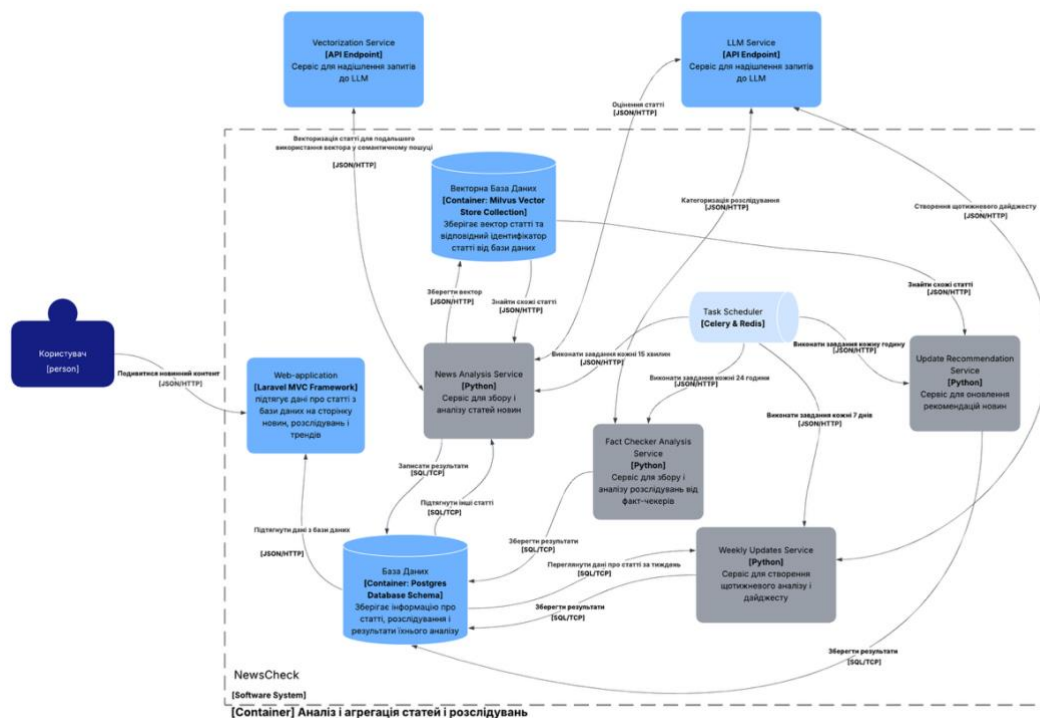 Vectorization Service
[API Endpoint]
Сервіс для надішлення запитів
до LLM
LLM Service
[API Endpoint]
Сервіс для надішлення запитів
до LLM
Оцінення статті
[JSON/HTTP]
Векторизація статті для подальшого
використання вектора у семантичному пошуці
[JSON/HTTP]
Векторна База Даних
[Container: Milvus Vector
Store Collection]
Зберігає вектор статті та
відповідний ідентифікатор
статті від бази даних
Категоризація розслідування
[JSON/HTTP]
Створення щотижневого дайджесту
[JSON/HTTP]
Зберегти вектор
[JSON/HTTP]
Знайти схожі статті
[JSON/HTTP]
Знайти схожі статті
[JSON/HTTP]
Task Scheduler
[Celery & Redis]
Користувач
[person]
Подивитися новинний контент
[JSON/HTTP]
Web-application
[Laravel MVC Framework]
підтягує дані про статті з
бази даних на сторінку
новин, розслідувань і
трендів
News Analysis Service
[Python]
Сервіс для збору і
аналізу статей новин
Виконати завдання кожні 15 хвилин
[JSON/HTTP]
Виконати завдання кожну годину
[JSON/HTTP]
Виконати завдання кожні 24 години
[JSON/HTTP]
Update Recommendation
Service
[Python]
Сервіс для оновлення
рекомендацій новин
Виконати завдання кожні 7 днів
[JSON/HTTP]
Fact Checker Analysis
Service
[Python]
Сервіс для збору і
аналізу розслідувань від
факт-чекерів
Записати результати
[SQL/TCP]
Підтягнути інші статті
[SQL/TCP]
Підтягнути дані з бази даних
[JSON/HTTP]
База Даних
[Container: Postgres
Database Schema]
Зберігає інформацію про
статті, розслідування і
результати їхнього аналізу
Зберегти результати
[SQL/TCP]
Переглянути дані про статті за тиждень
[SQL/TCP]
Зберегти результати
[SQL/TCP]
Weekly Updates Service
[Python]
Сервіс для створення
щотижневого аналізу і
дайджесту
Зберегти результати
[SQL/TCP]
NewsCheck
[Software System]
[Container] Аналіз і агрегація статей і розслідувань